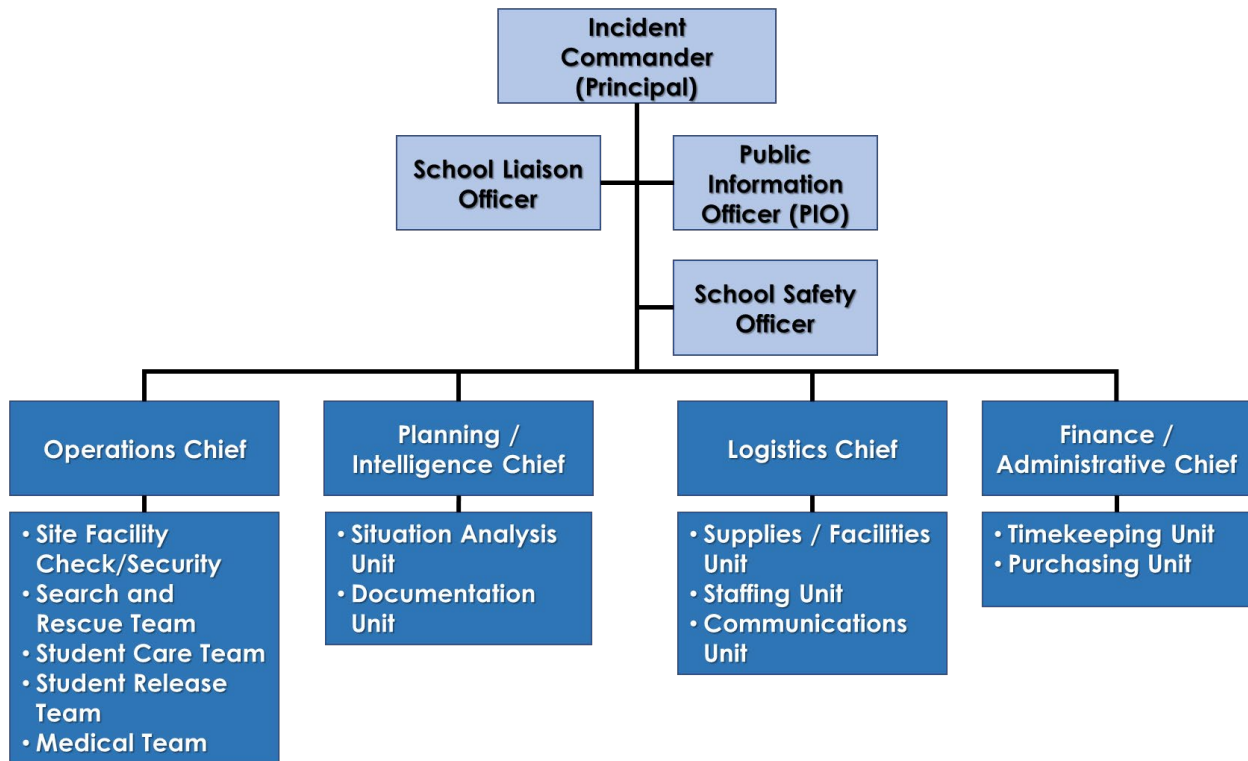 Incident
Commander
(Principal)
School Liaison
Officer
Public
Information
Officer (PIO)
School Safety
Officer
Operations Chief
Planning /
Intelligence Chief
Logistics Chief
Finance /
Administrative Chief
• Site Facility
Check/Security
• Search and
Rescue Team
• Student Care Team
• Student Release
Team
• Medical Team
• Situation Analysis
Unit
• Documentation
Unit
• Supplies / Facilities
Unit
• Staffing Unit
• Communications
Unit
• Timekeeping Unit
• Purchasing Unit